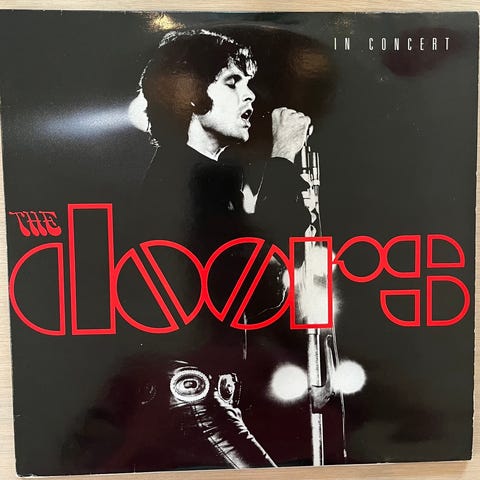 IN CONCERT
THE
doors